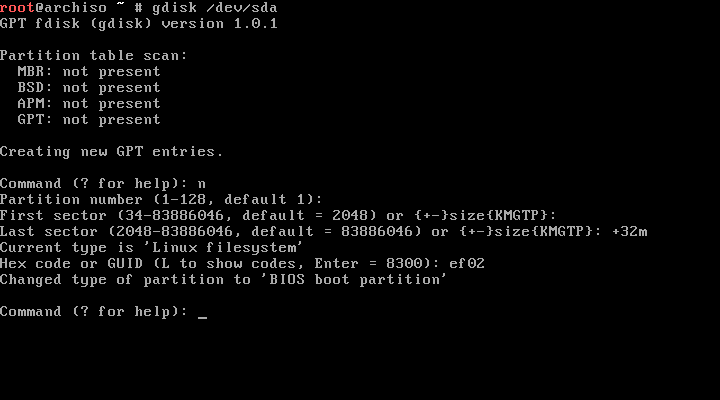 root@archiso ~ # gdisk /dev/sda
GPT fdisk (gdisk) version 1.0.1
Partition table scan:
  MBR: not present
  BSD: not present
  APM: not present
  GPT: not present
Creating new GPT entries.
Command (? for help): n
Partition number (1-128, default 1):
First sector (34-83886046, default = 2048) or {+-}size{KMGTP}:
Last sector (2048-83886046, default = 83886046) or {+-}size{KMGTP}: +32m
Current type is 'Linux filesystem'
Hex code or GUID (L to show codes, Enter = 8300): ef02
Changed type of partition to 'BIOS boot partition'
Command (? for help): _